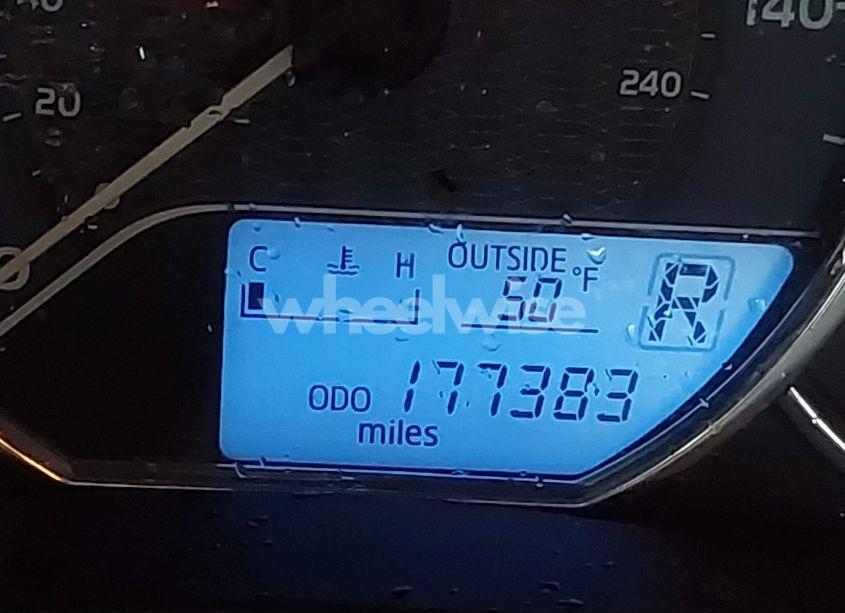 20
240
140
C H OUTSIDE °F R
50
wheelwise
ODO 177383
miles